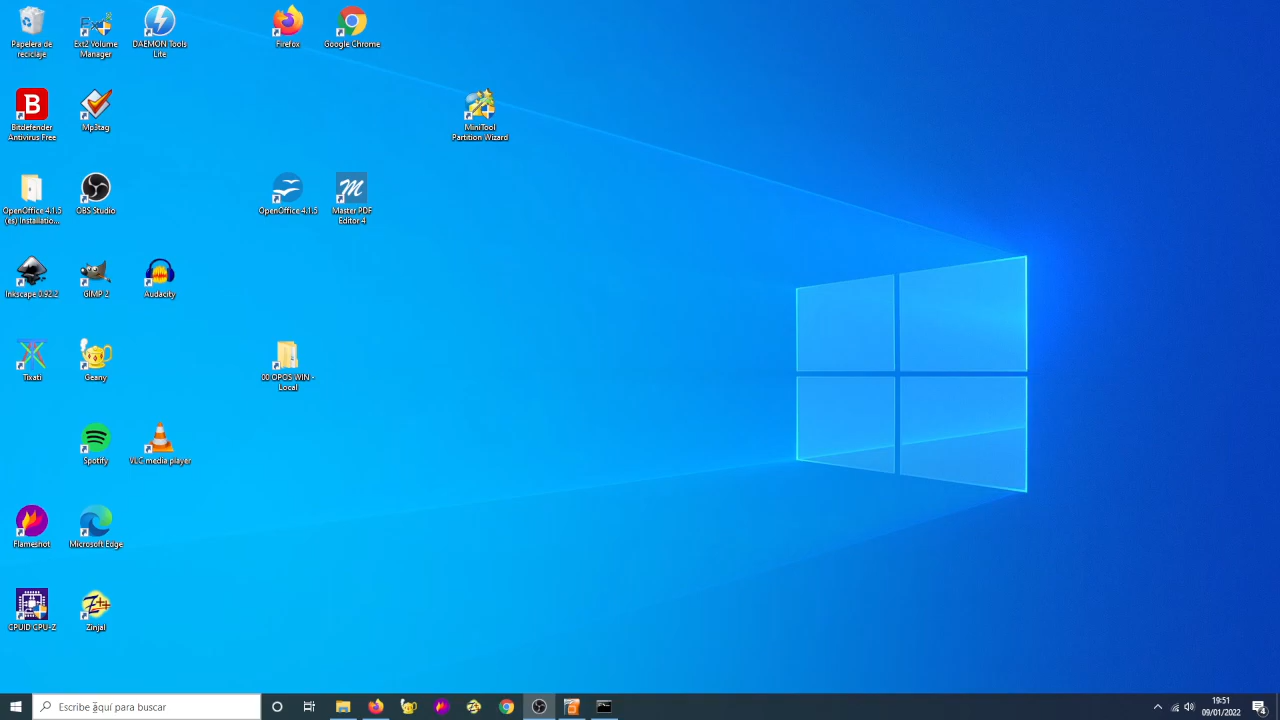 Papelera de
reciclaje
Ext2 Volume
Manager
DAEMON Tools
Lite
Firefox
Google Chrome
Bitdefender
Antivirus Free
Mp3tag
MiniTool
Partition Wizard
OpenOffice 4.1.5
(es) Installatio...
OBS Studio
OpenOffice 4.1.5
Master PDF
Editor 4
Inkscape 0.92.2
GIMP 2
Audacity
Tixati
Geany
00 OPOS WIN -
Local
Spotify
VLC media player
Flameshot
Microsoft Edge
CPUID CPU-Z
Zinjal
Escribe aquí para buscar
19:51
09/01/2022
4